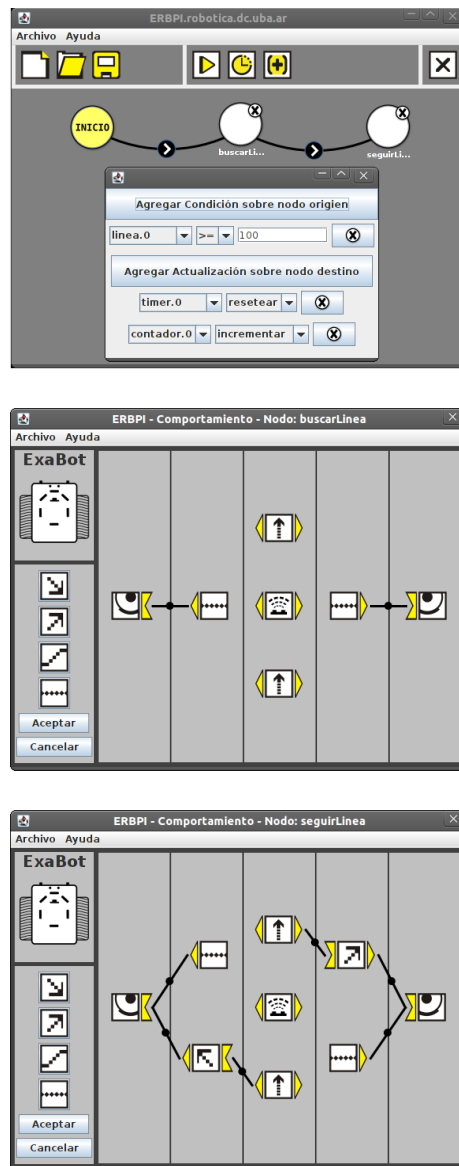 ERBPI.robotica.dc.uba.ar
Archivo Ayuda
INICIO
buscarLi...
seguirLi...
Agregar Condición sobre nodo origien
linea.0 >= 100
Agregar Actualización sobre nodo destino
timer.0 resetear
contador.0 incrementar
ERBPI - Comportamiento - Nodo: buscarLinea
Archivo Ayuda
ExaBot
Aceptar
Cancelar
ERBPI - Comportamiento - Nodo: seguirLinea
Archivo Ayuda
ExaBot
Aceptar
Cancelar